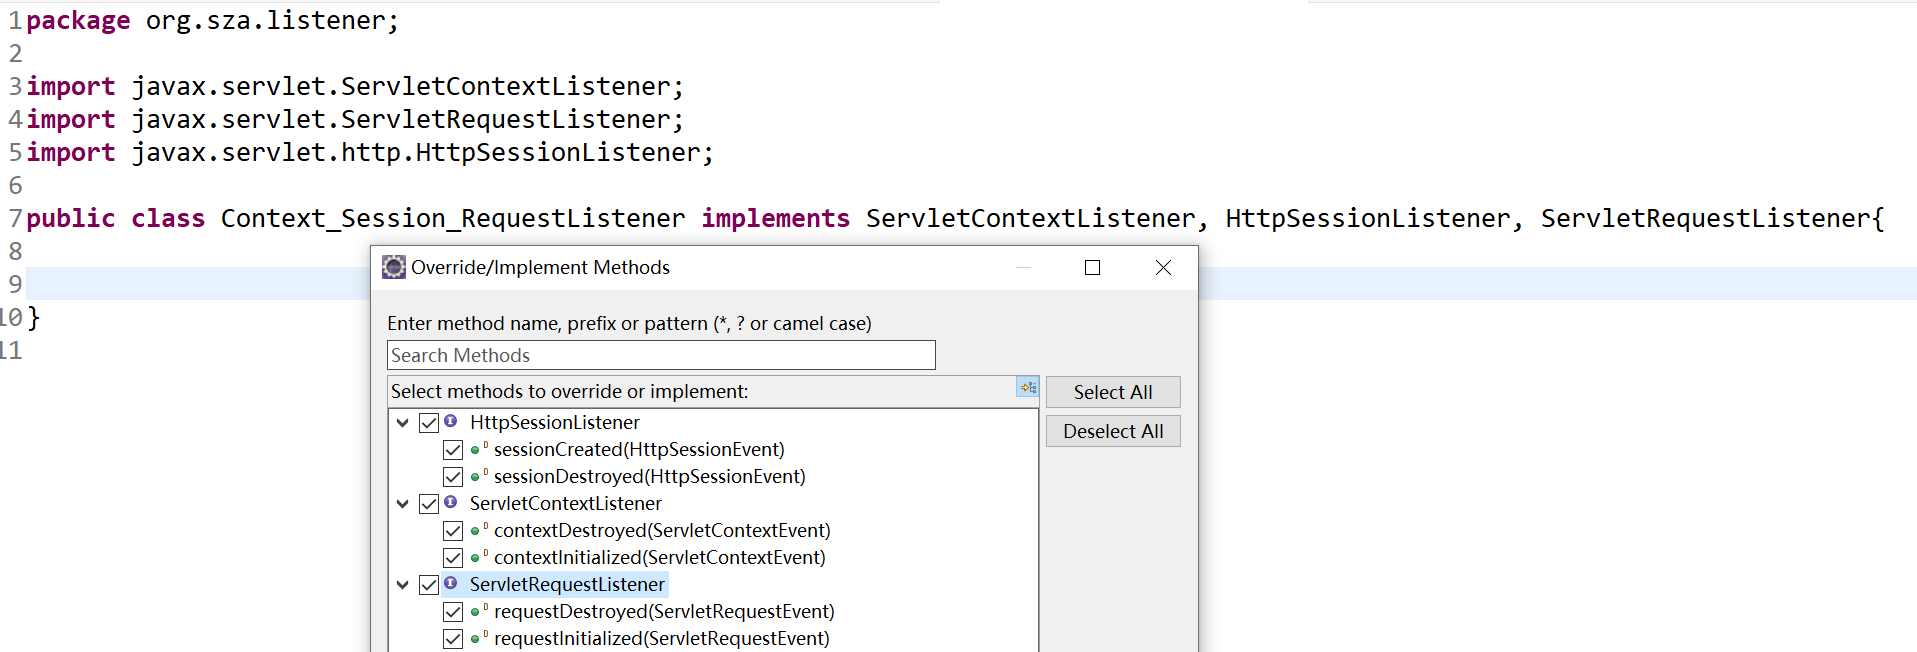 1 package org.sza.listener;
2
3 import javax.servlet.ServletContextListener;
4 import javax.servlet.ServletRequestListener;
5 import javax.servlet.http.HttpSessionListener;
6
7 public class Context_Session_RequestListener implements ServletContextListener, HttpSessionListener, ServletRequestListener{
8
9
10 }
11
Override/Implement Methods
Enter method name, prefix or pattern (*, ? or camel case)
Search Methods
Select methods to override or implement:
Select All
Deselect All
HttpSessionListener
sessionCreated(HttpSessionEvent)
sessionDestroyed(HttpSessionEvent)
ServletContextListener
contextDestroyed(ServletContextEvent)
contextInitialized(ServletContextEvent)
ServletRequestListener
requestDestroyed(ServletRequestEvent)
requestInitialized(ServletRequestEvent)